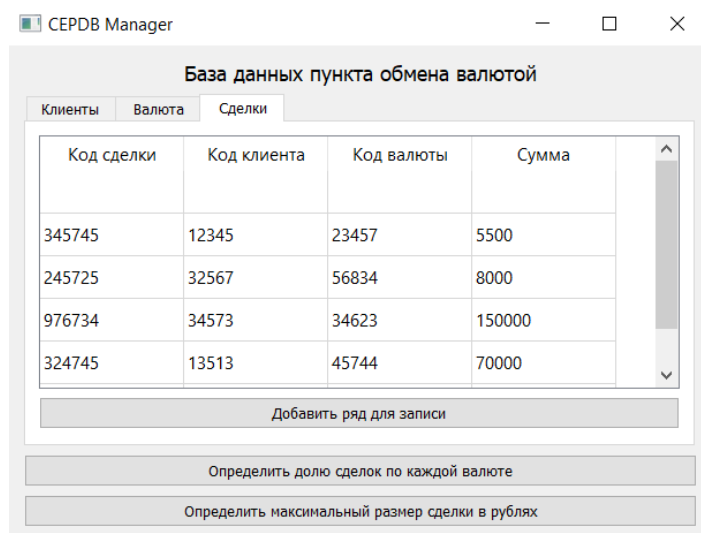 CEPDB Manager
База данных пункта обмена валютой
Клиенты Валюта Сделки
Код сделки Код клиента Код валюты Сумма
345745 12345 23457 5500
245725 32567 56834 8000
976734 34573 34623 150000
324745 13513 45744 70000
Добавить ряд для записи
Определить долю сделок по каждой валюте
Определить максимальный размер сделки в рублях